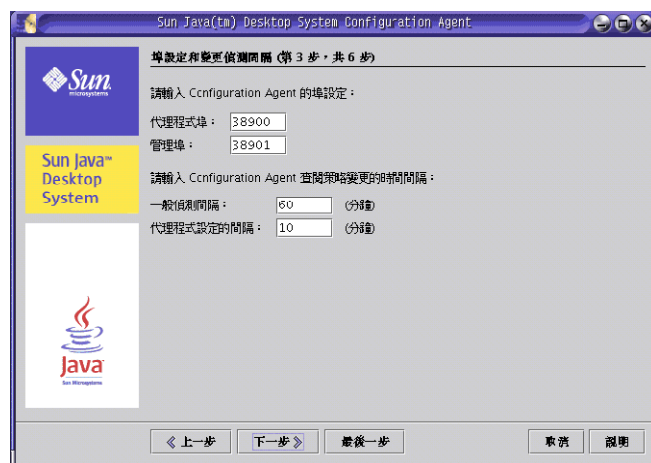 Sun Java(tm) Desktop System Configuration Agent
Sun
microsystems
Sun Java™
Desktop
System
Java
Sun Microsystems
埠設定和變更偵測間隔 (第 3 步,共 6 步)
請輸入 Configuration Agent 的埠設定:
代理程式埠: 38900
管理埠: 38901
請輸入 Configuration Agent 查閱策略變更的時間間隔:
一般偵測間隔: 60 (分鐘)
代理程式設定的間隔: 10 (分鐘)
上一步 下一步 最後一步 取消 說明